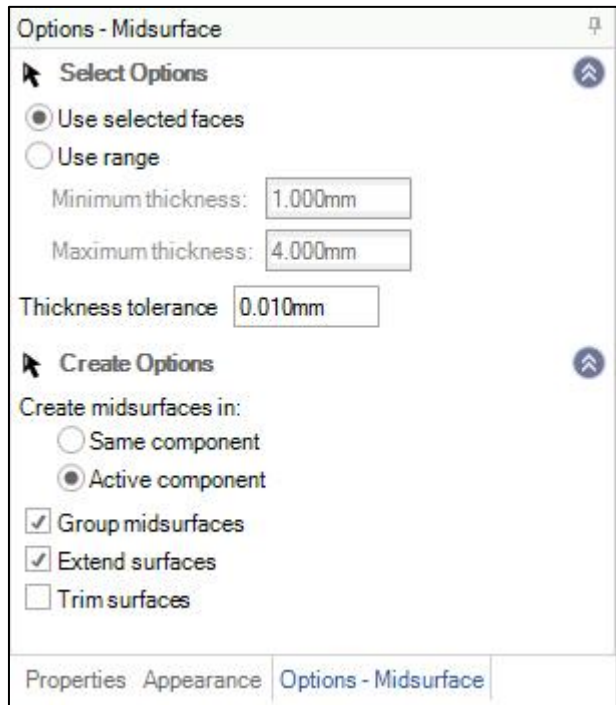 Options - Midsurface
Select Options
Use selected faces
Use range
Minimum thickness: 1.000mm
Maximum thickness: 4.000mm
Thickness tolerance 0.010mm
Create Options
Create midsurfaces in:
Same component
Active component
Group midsurfaces
Extend surfaces
Trim surfaces
Properties Appearance Options - Midsurface